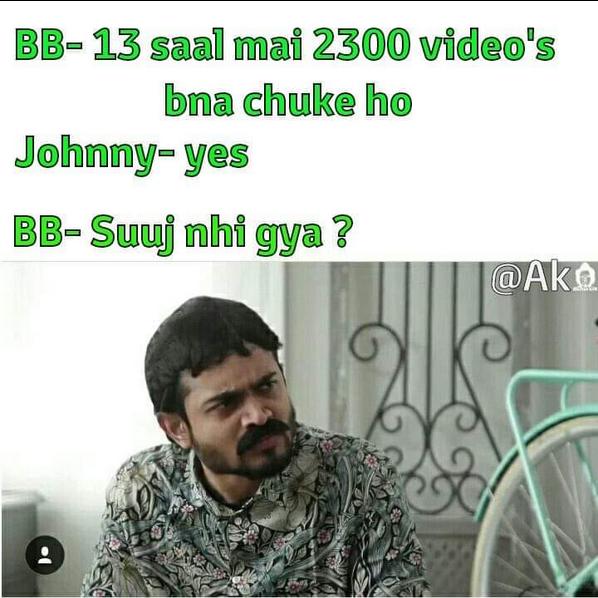 BB- 13 saal mai 2300 video's
bna chuke ho
Johnny- yes
BB- Suuj nhi gya ?
@Ak